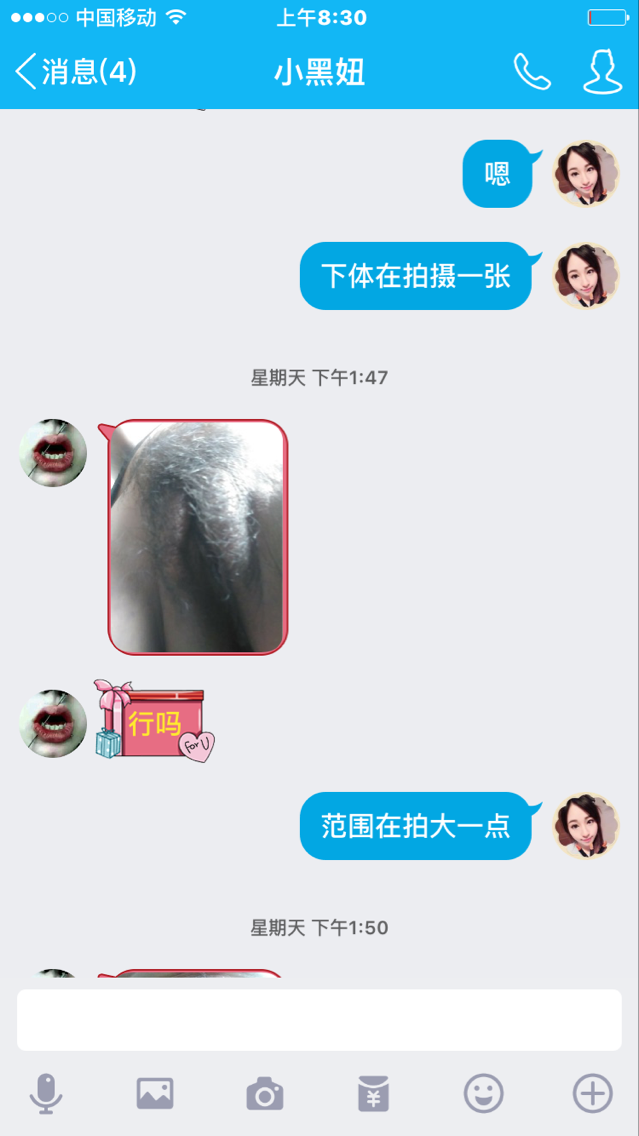 中国移动 上午8:30
消息(4) 小黑妞
嗯
下体在拍摄一张
星期天 下午1:47
行吗
for U
范围在拍大一点
星期天 下午1:50
¥